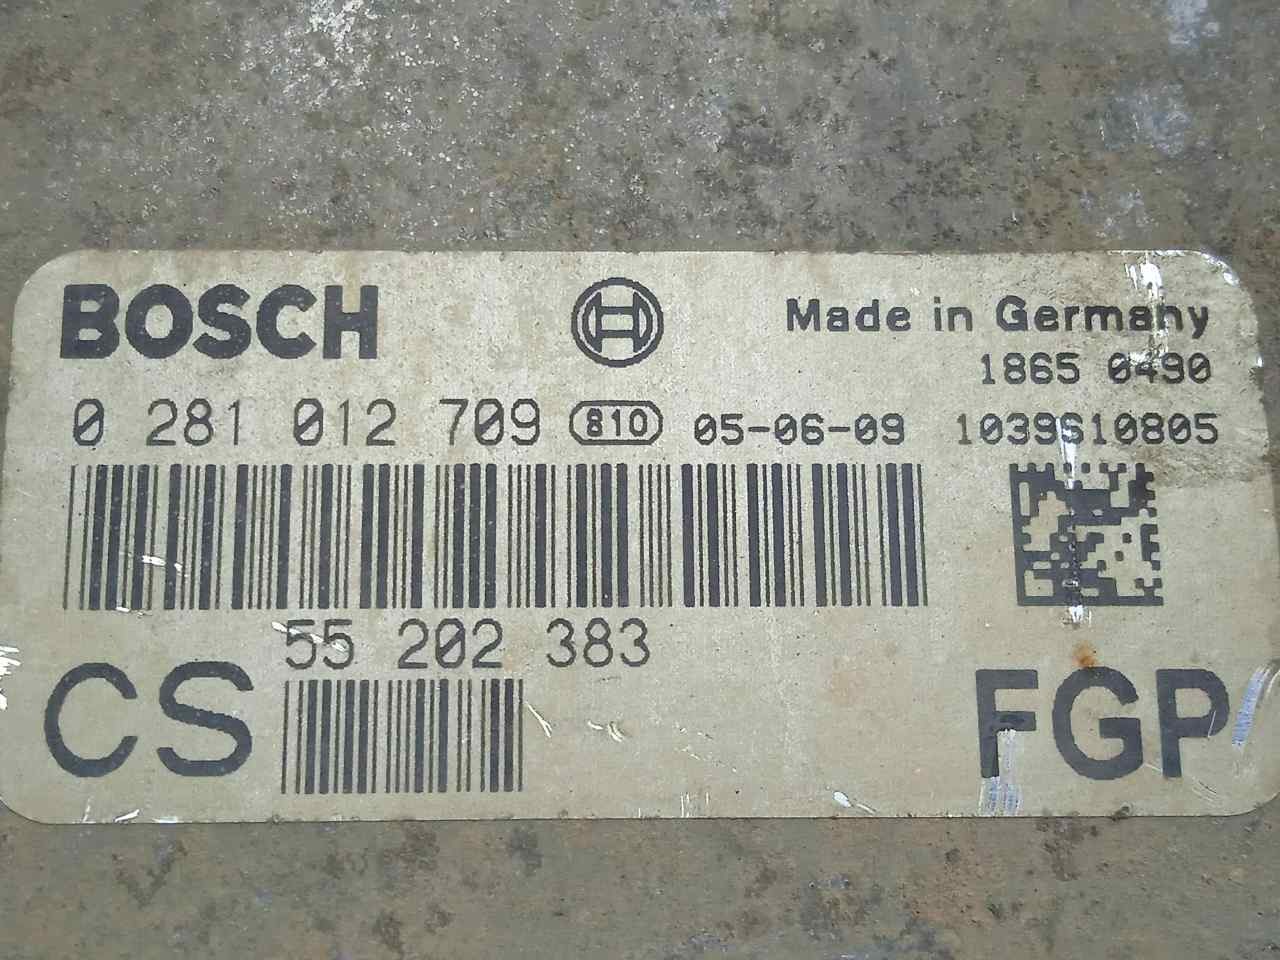 BOSCH
Made in Germany
1865 0490
0 281 012 709 810 05-06-09 1039S10805
55 202 383
CS
FGP